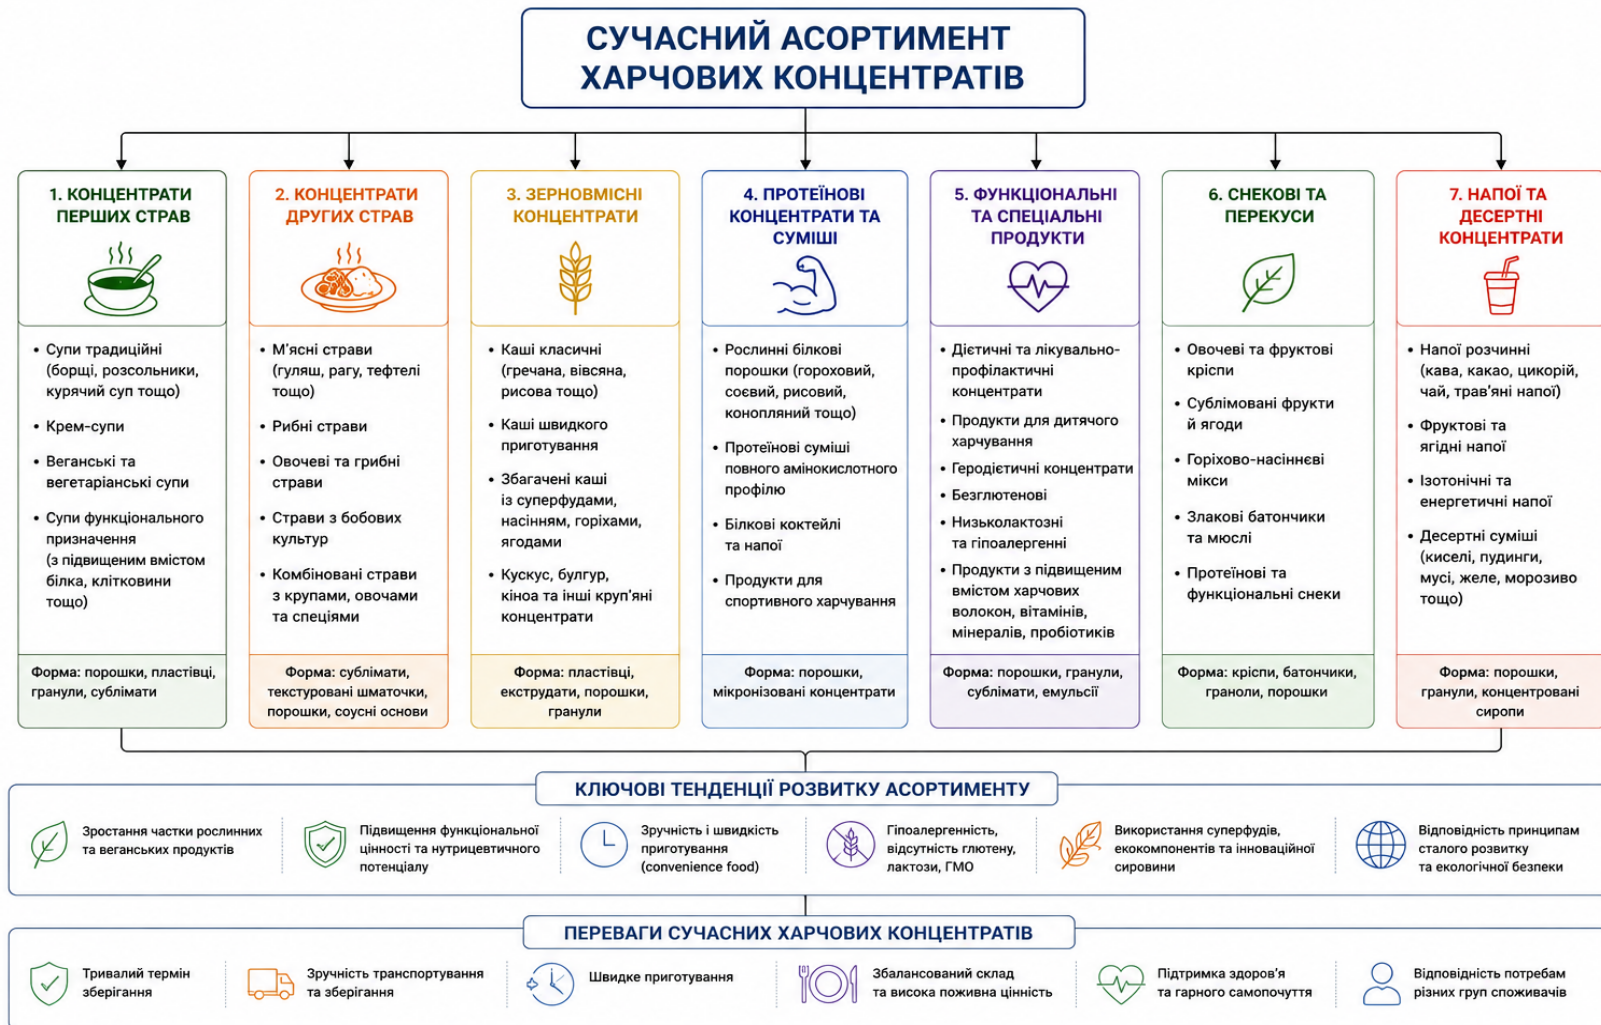 СУЧАСНИЙ АСОРТИМЕНТ
ХАРЧОВИХ КОНЦЕНТРАТІВ
1. КОНЦЕНТРАТИ
ПЕРШИХ СТРАВ
• Супи традиційні
(борщі, розсольники,
курячий суп тощо)
• Крем-супи
• Веганські та
вегетаріанські супи
• Супи функціонального
призначення
(з підвищеним вмістом
білка, клітковини
тощо)
Форма: порошки, пластівці,
гранули, сублімати
2. КОНЦЕНТРАТИ
ДРУГИХ СТРАВ
• М'ясні страви
(гуляш, рагу, тефтелі
тощо)
• Рибні страви
• Овочеві та грибні
страви
• Страви з бобових
культур
• Комбіновані страви
з крупами, овочами
та спеціями
Форма: сублімати,
текстуровані шматочки,
порошки, соусні основи
3. ЗЕРНОВМІСНІ
КОНЦЕНТРАТИ
• Каші класичні
(гречана, вівсяна,
рисова тощо)
• Каші швидкого
приготування
• Збагачені каші
із суперфудами,
насінням, горіхами,
ягодами
• Кускус, булгур,
кіноа та інші круп'яні
концентрати
Форма: пластівці,
екструдати, порошки,
гранули
4. ПРОТЕЇНОВІ
КОНЦЕНТРАТИ ТА
СУМІШІ
• Рослинні білкові
порошки (гороховий,
соєвий, рисовий,
конопляний тощо)
• Протеїнові суміші
повного амінокислотного
профілю
• Білкові коктейлі
та напої
• Продукти для
спортивного харчування
Форма: порошки,
мікронізовані концентрати
5. ФУНКЦІОНАЛЬНІ
ТА СПЕЦІАЛЬНІ
ПРОДУКТИ
• Дієтичні та лікувально-
профілактичні
концентрати
• Продукти для дитячого
харчування
• Геродієтичні концентрати
• Безглютенові
• Низьколактозні
та гіпоалергенні
• Продукти з підвищеним
вмістом харчових
волокон, вітамінів,
мінералів, пробіотиків
Форма: порошки, гранули,
сублімати, емульсії
6. СНЕКОВІ ТА
ПЕРЕКУСИ
• Овочеві та фруктові
кріспи
• Сублімовані фрукти
й ягоди
• Горіхово-насіннєві
мікси
• Злакові батончики
та мюслі
• Протеїнові та
функціональні снеки
Форма: кріспи, батончики,
граноли, порошки
7. НАПОЇ ТА
ДЕСЕРТНІ
КОНЦЕНТРАТИ
• Напої розчинні
(кава, какао, цикорій,
чай, трав'яні напої)
• Фруктові та
ягідні напої
• Ізотонічні та
енергетичні напої
• Десертні суміші
(киселі, пудинги,
мусі, желе, морозиво
тощо)
Форма: порошки,
гранули, концентровані
сиропи
КЛЮЧОВІ ТЕНДЕНЦІЇ РОЗВИТКУ АСОРТИМЕНТУ
Зростання частки рослинних
та веганських продуктів
Підвищення функціональної
цінності та нутрицевтичного
потенціалу
Зручність і швидкість
приготування
(convenience food)
Гіпоалергенність,
відсутність глютену,
лактози, ГМО
Використання суперфудів,
екокомпонентів та інноваційної
сировини
Відповідність принципам
сталого розвитку
та екологічної безпеки
ПЕРЕВАГИ СУЧАСНИХ ХАРЧОВИХ КОНЦЕНТРАТІВ
Тривалий термін
зберігання
Зручність транспортування
та зберігання
Швидке приготування
Збалансований склад
та висока поживна цінність
Підтримка здоров'я
та гарного самопочуття
Відповідність потребам
різних груп споживачів